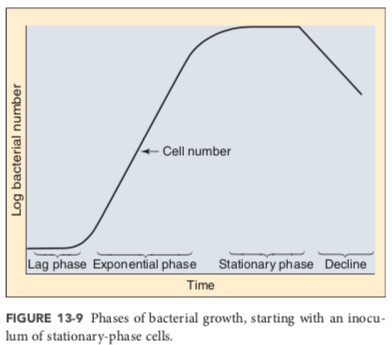 Log bacterial number
Cell number
Lag phase Exponential phase Stationary phase Decline
Time
FIGURE 13-9 Phases of bacterial growth, starting with an inocu-
lum of stationary-phase cells.